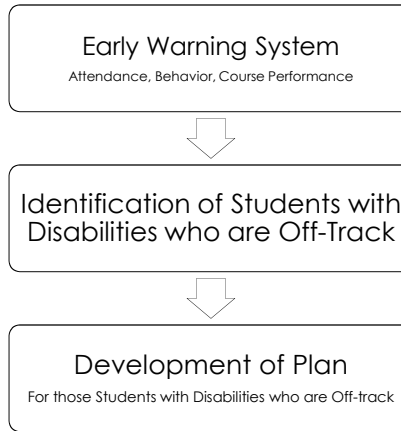 Early Warning System
Attendance, Behavior, Course Performance
Identification of Students with
Disabilities who are Off-Track
Development of Plan
For those Students with Disabilities who are Off-track